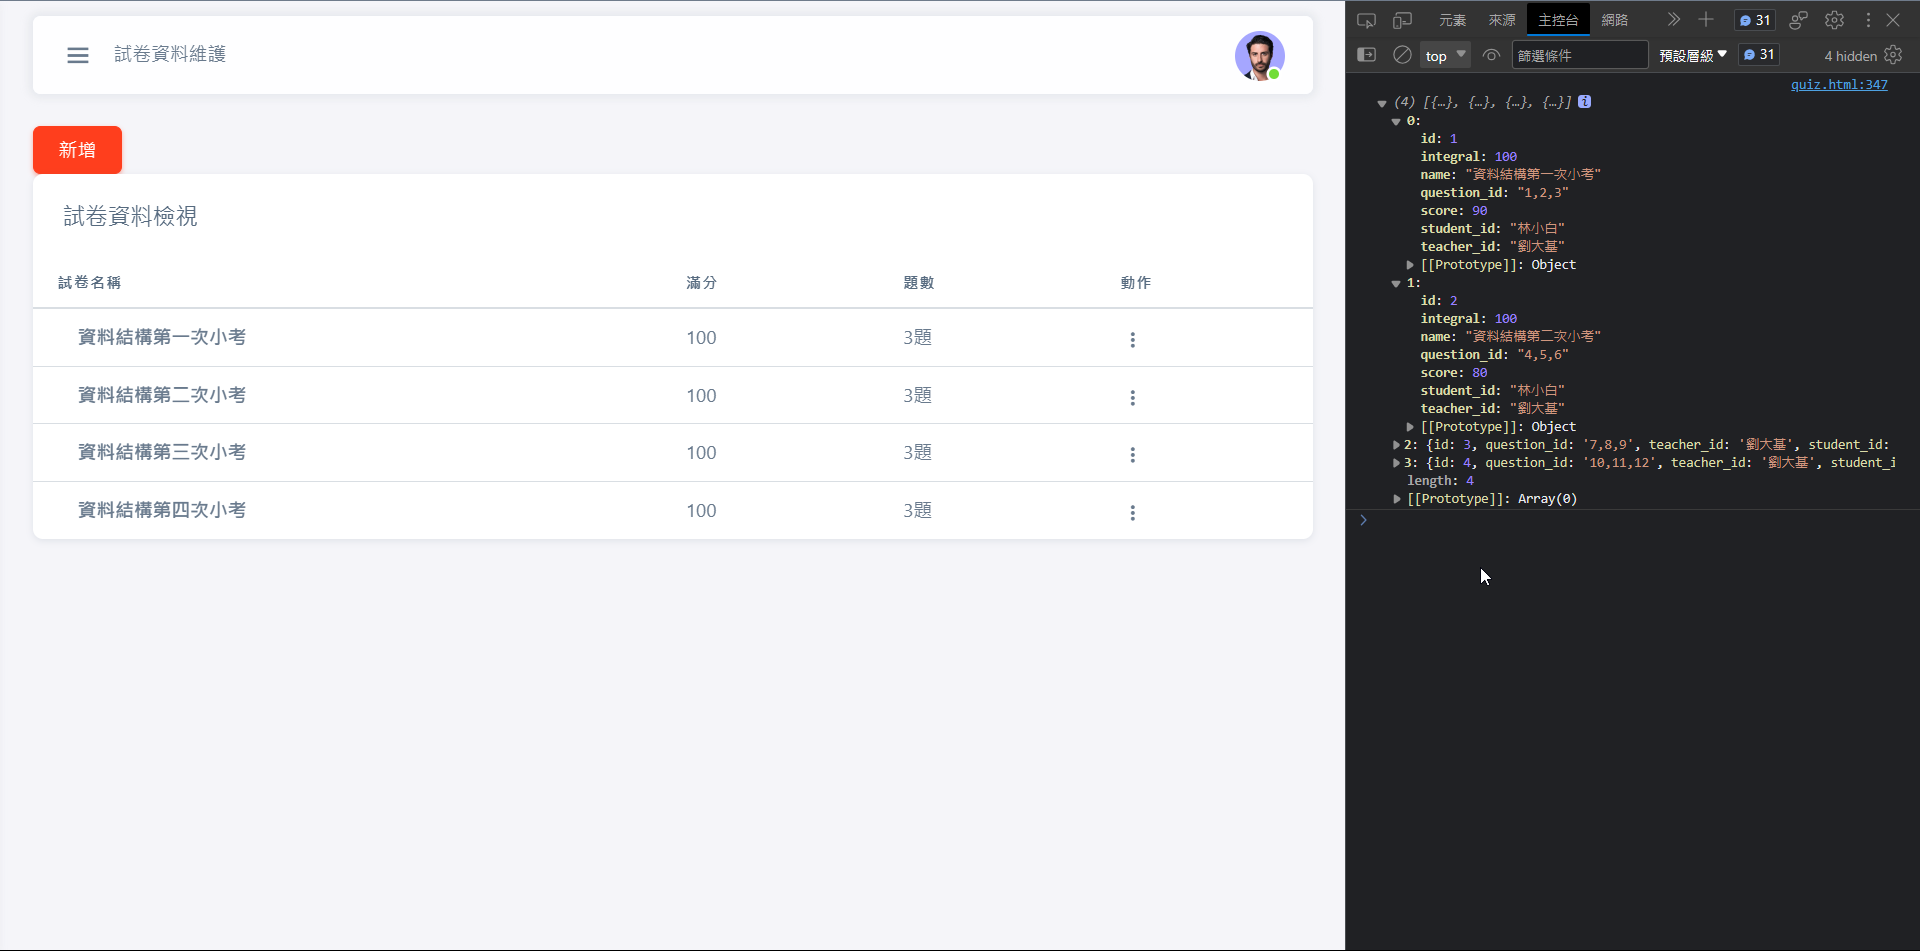 試卷資料維護
新增
試卷資料檢視
試卷名稱 滿分 題數 動作
資料結構第一次小考 100 3題
資料結構第二次小考 100 3題
資料結構第三次小考 100 3題
資料結構第四次小考 100 3題
元素 來源 主控台 網路 31
top 篩選條件 預設層級 31 4 hidden
quiz.html:347
(4) [{…}, {…}, {…}, {…}] i
0:
id: 1
integral: 100
name: "資料結構第一次小考"
question_id: "1,2,3"
score: 90
student_id: "林小白"
teacher_id: "劉大基"
[[Prototype]]: Object
1:
id: 2
integral: 100
name: "資料結構第二次小考"
question_id: "4,5,6"
score: 80
student_id: "林小白"
teacher_id: "劉大基"
[[Prototype]]: Object
2: {id: 3, question_id: '7,8,9', teacher_id: '劉大基', student_id:
3: {id: 4, question_id: '10,11,12', teacher_id: '劉大基', student_i
length: 4
[[Prototype]]: Array(0)